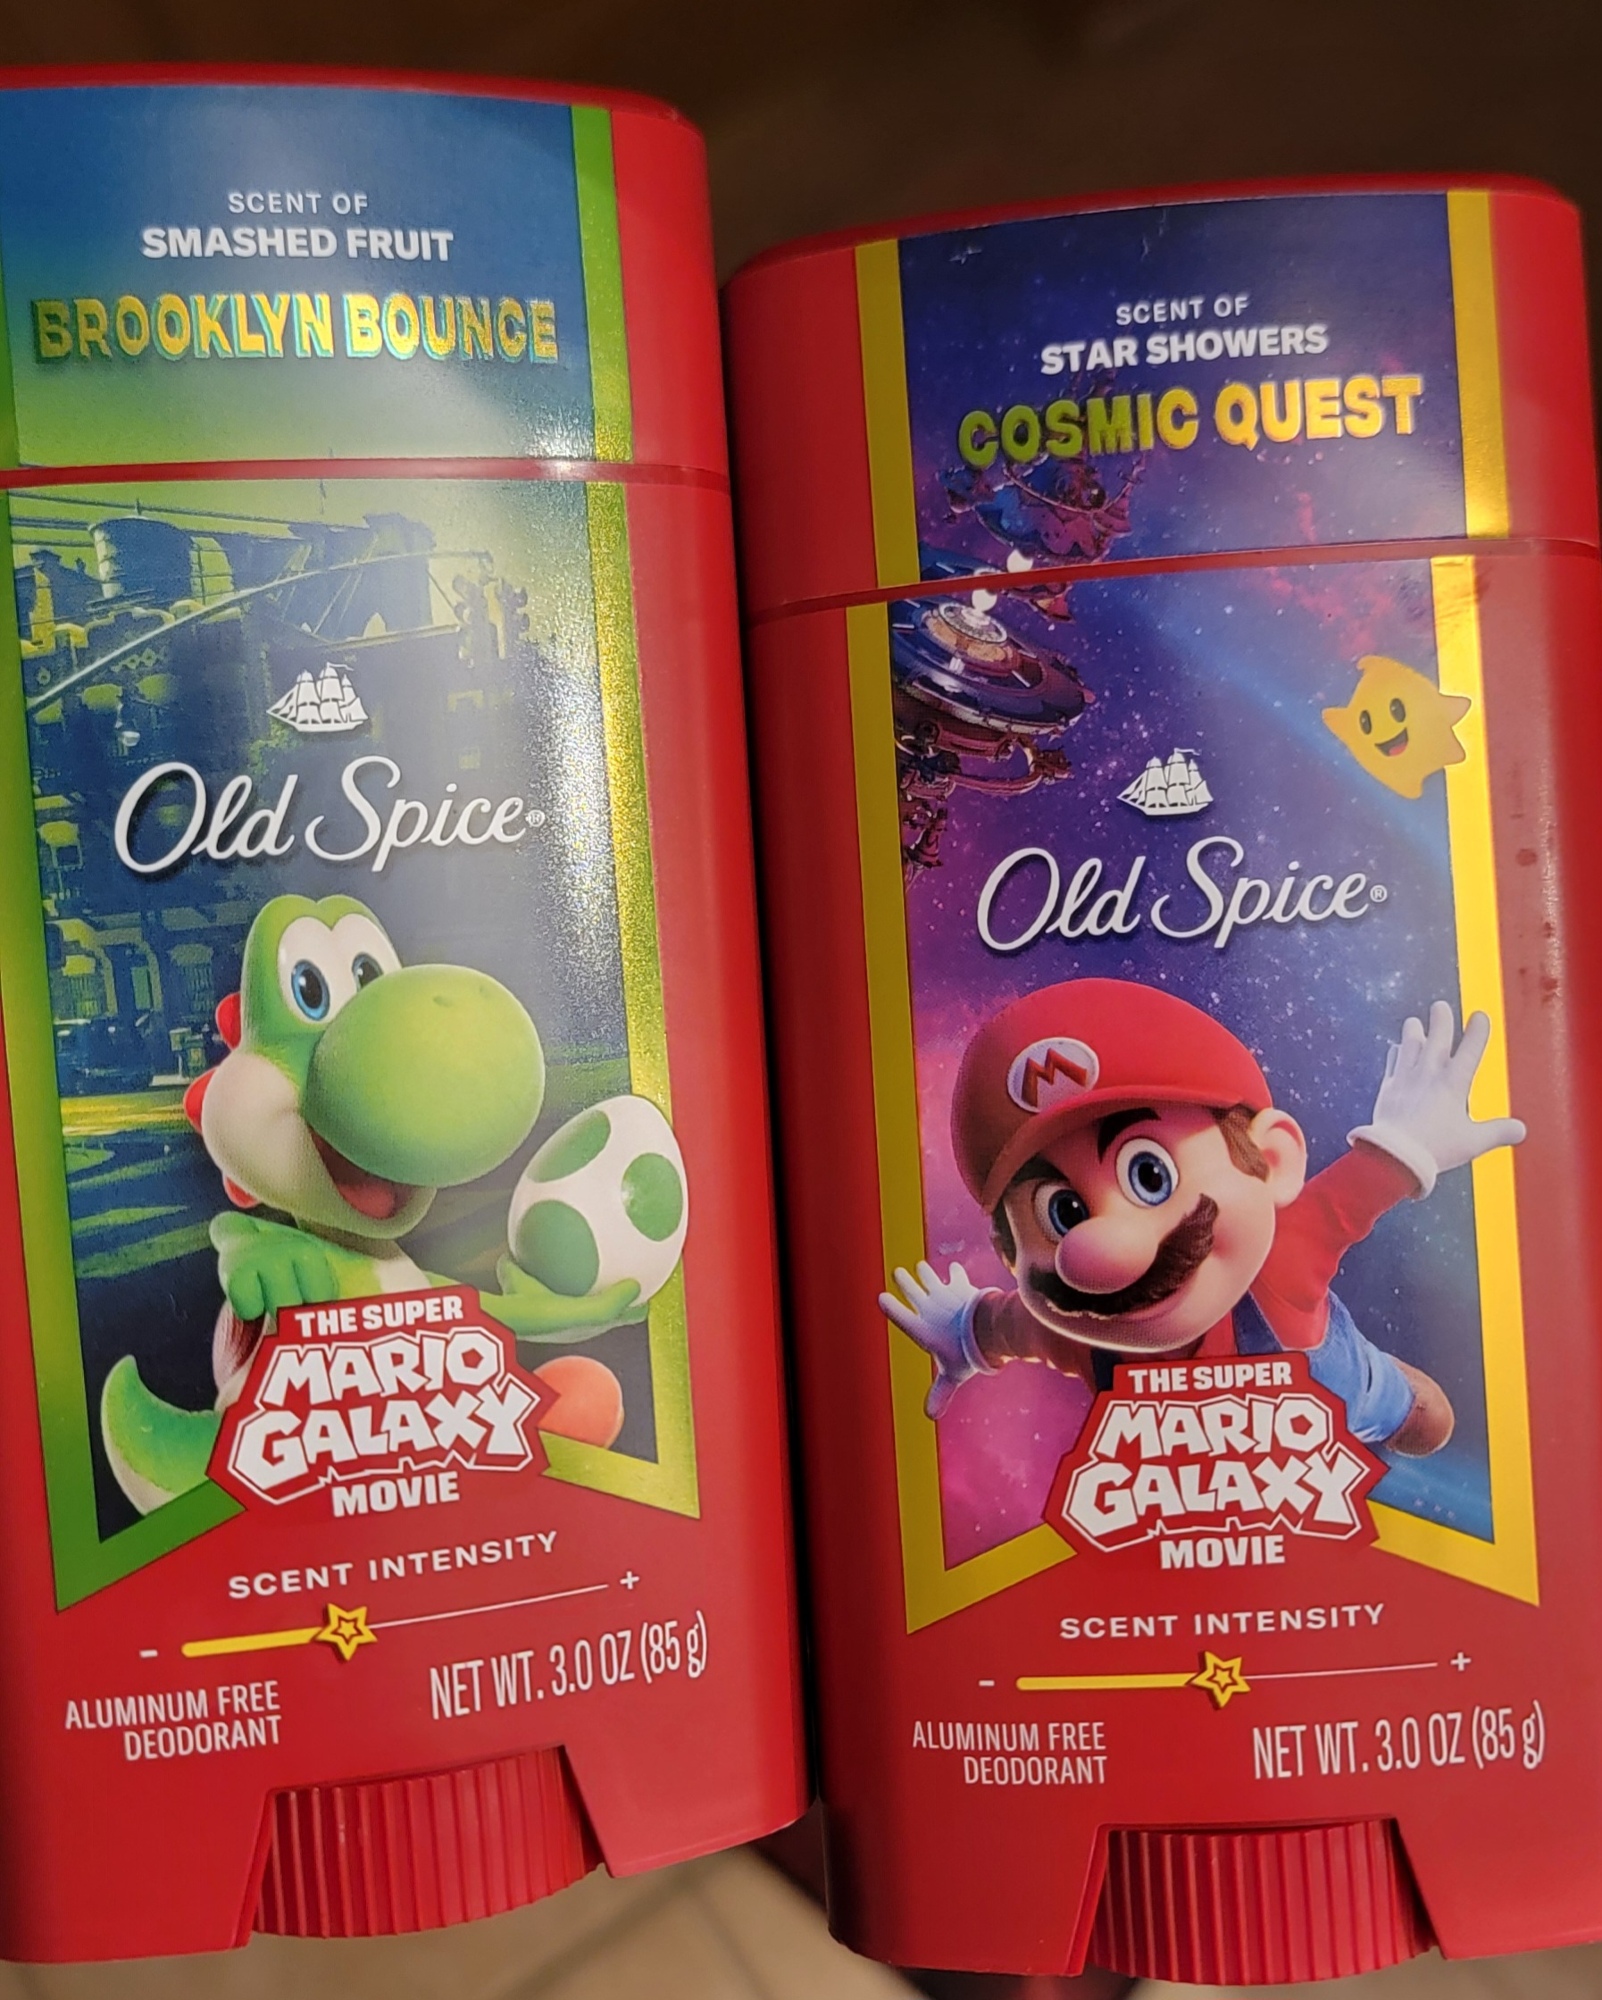 SCENT OF
SMASHED FRUIT
BROOKLYN BOUNCE
Old Spice®
THE SUPER
MARIO
GALAXY
MOVIE
SCENT INTENSITY
- +
ALUMINUM FREE
DEODORANT
NET WT. 3.0 OZ (85 g)
SCENT OF
STAR SHOWERS
COSMIC QUEST
Old Spice®
M
THE SUPER
MARIO
GALAXY
MOVIE
SCENT INTENSITY
- +
ALUMINUM FREE
DEODORANT
NET WT. 3.0 OZ (85 g)